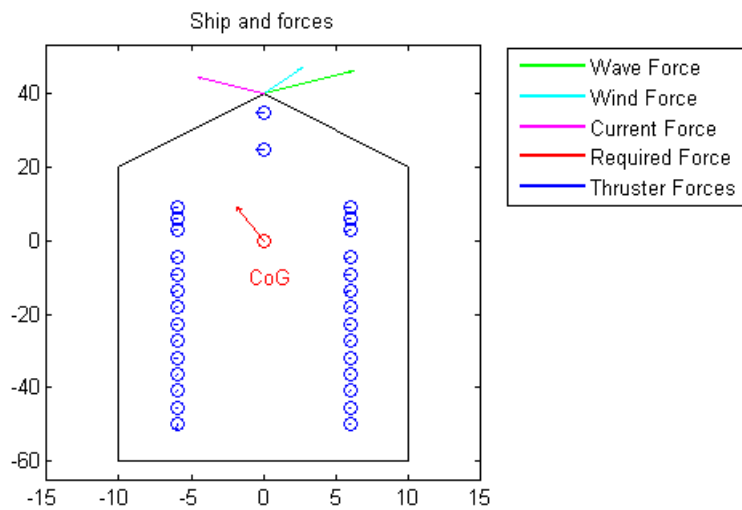 Ship and forces
Wave Force
Wind Force
Current Force
Required Force
Thruster Forces
40
20
0
-20
-40
-60
CoG
-15
-10
-5
0
5
10
15